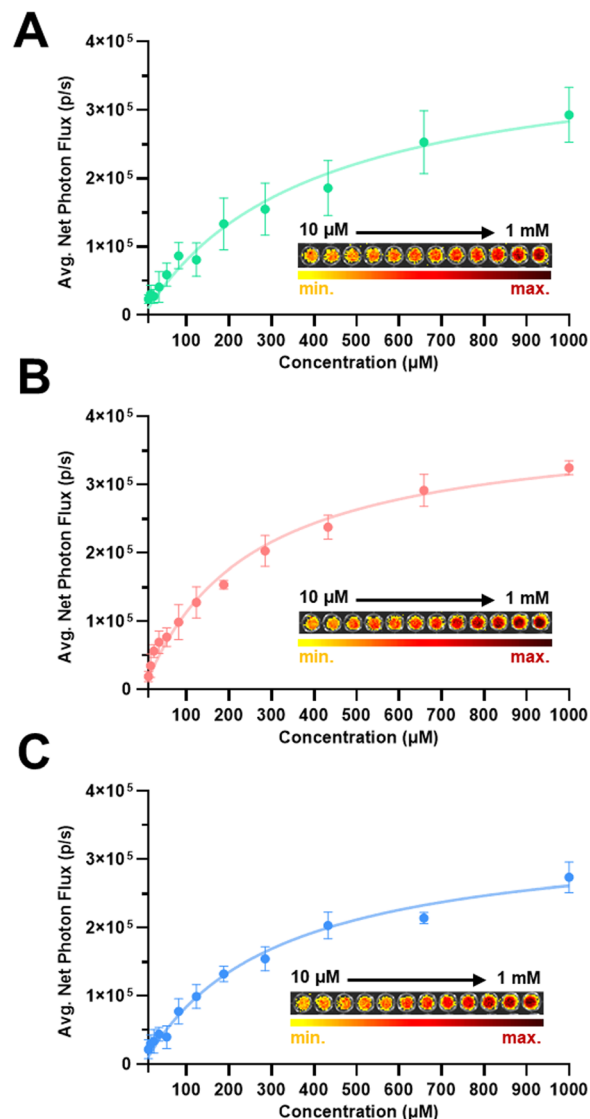 A
Avg. Net Photon Flux (p/s)
4×10⁵
3×10⁵
2×10⁵
1×10⁵
0
10 µM 1 mM
min. max.
100 200 300 400 500 600 700 800 900 1000
Concentration (µM)
B
Avg. Net Photon Flux (p/s)
4×10⁵
3×10⁵
2×10⁵
1×10⁵
0
10 µM 1 mM
min. max.
100 200 300 400 500 600 700 800 900 1000
Concentration (µM)
C
Avg. Net Photon Flux (p/s)
4×10⁵
3×10⁵
2×10⁵
1×10⁵
0
10 µM 1 mM
min. max.
100 200 300 400 500 600 700 800 900 1000
Concentration (µM)